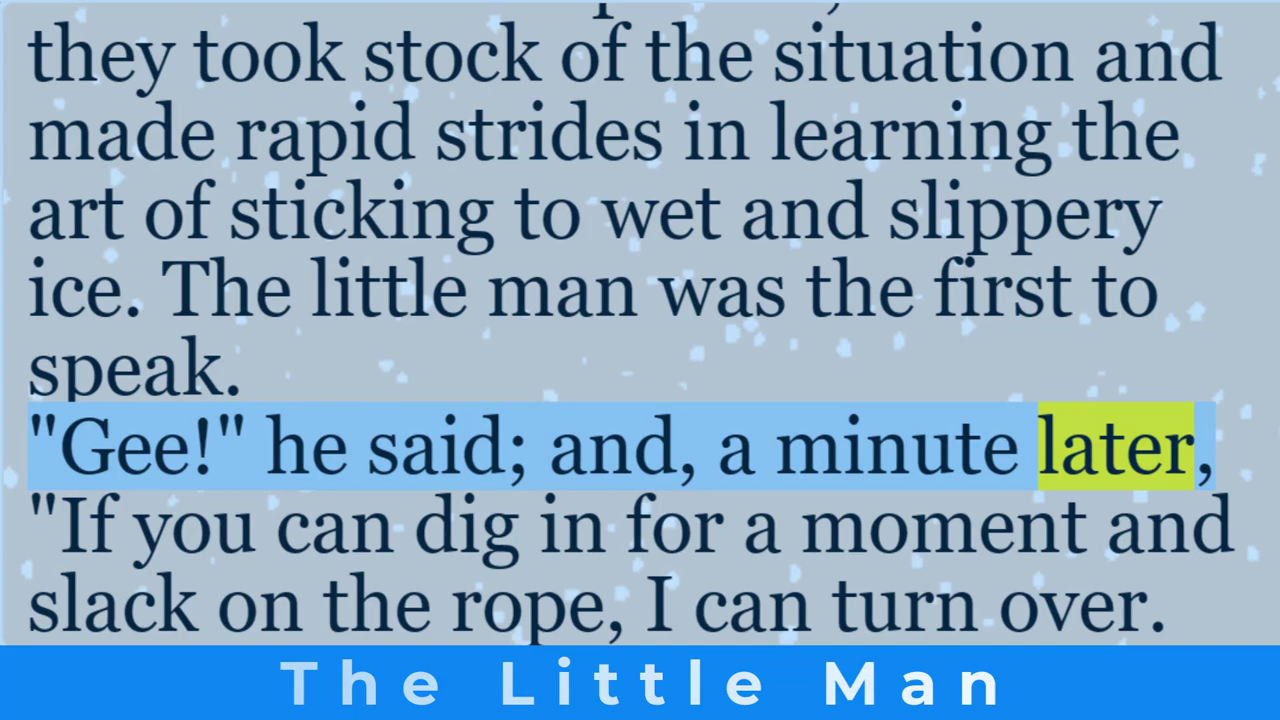 they took stock of the situation and
made rapid strides in learning the
art of sticking to wet and slippery
ice. The little man was the first to
speak.
"Gee!" he said; and, a minute later,
"If you can dig in for a moment and
slack on the rope, I can turn over.
The Little Man